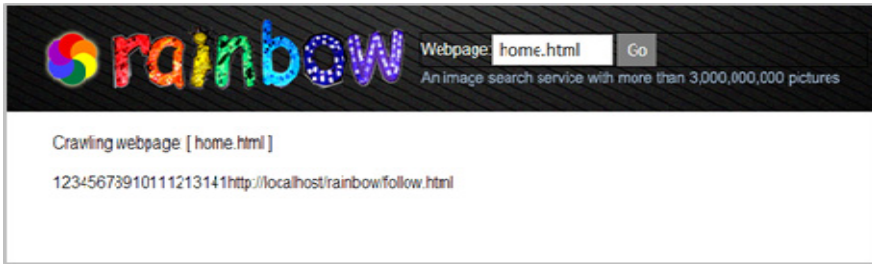 rainbow
Webpage: home.html Go
An image search service with more than 3,000,000,000 pictures
Crawling webpage: [ home.html ]
12345678910111213141http://localhost/rainbow/follow.html